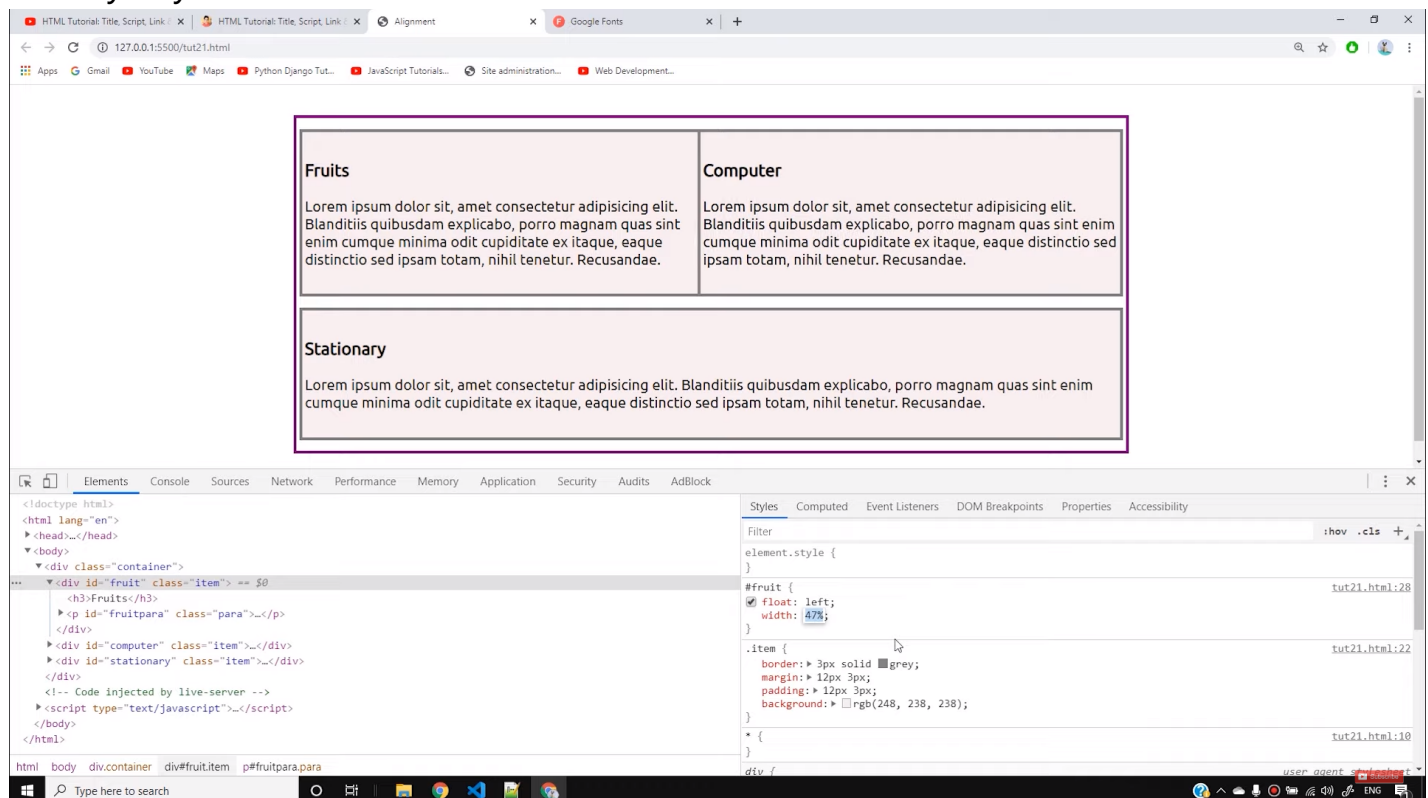 HTML Tutorial: Title, Script, Link
HTML Tutorial: Title, Script, Link
Alignment
Google Fonts
127.0.0.1:5500/tut21.html
Apps
Gmail
YouTube
Maps
Python Django Tut...
JavaScript Tutorials...
Site administration...
Web Development...
Fruits
Lorem ipsum dolor sit, amet consectetur adipisicing elit.
Blanditiis quibusdam explicabo, porro magnam quas sint
enim cumque minima odit cupiditate ex itaque, eaque
distinctio sed ipsam totam, nihil tenetur. Recusandae.
Computer
Lorem ipsum dolor sit, amet consectetur adipisicing elit.
Blanditiis quibusdam explicabo, porro magnam quas sint
enim cumque minima odit cupiditate ex itaque, eaque distinctio sed
ipsam totam, nihil tenetur. Recusandae.
Stationary
Lorem ipsum dolor sit, amet consectetur adipisicing elit. Blanditiis quibusdam explicabo, porro magnam quas sint enim
cumque minima odit cupiditate ex itaque, eaque distinctio sed ipsam totam, nihil tenetur. Recusandae.
Elements Console Sources Network Performance Memory Application Security Audits AdBlock
<!doctype html>
<html lang="en">
<head>…</head>
<body>
<div class="container">
<div id="fruit" class="item"> == $0
<h3>Fruits</h3>
<p id="fruitpara" class="para">…</p>
</div>
<div id="computer" class="item">…</div>
<div id="stationary" class="item">…</div>
</div>
<!-- Code injected by live-server -->
<script type="text/javascript">…</script>
</body>
</html>
html body div.container div#fruit.item p#fruitpara.para
Styles Computed Event Listeners DOM Breakpoints Properties Accessibility
Filter :hov .cls +
element.style {
}
#fruit { tut21.html:28
float: left;
width: 47%;
}
.item { tut21.html:22
border: 3px solid grey;
margin: 12px 3px;
padding: 12px 3px;
background: rgb(248, 238, 238);
}
* { tut21.html:10
}
div { user agent stylesheet
Type here to search
ENG